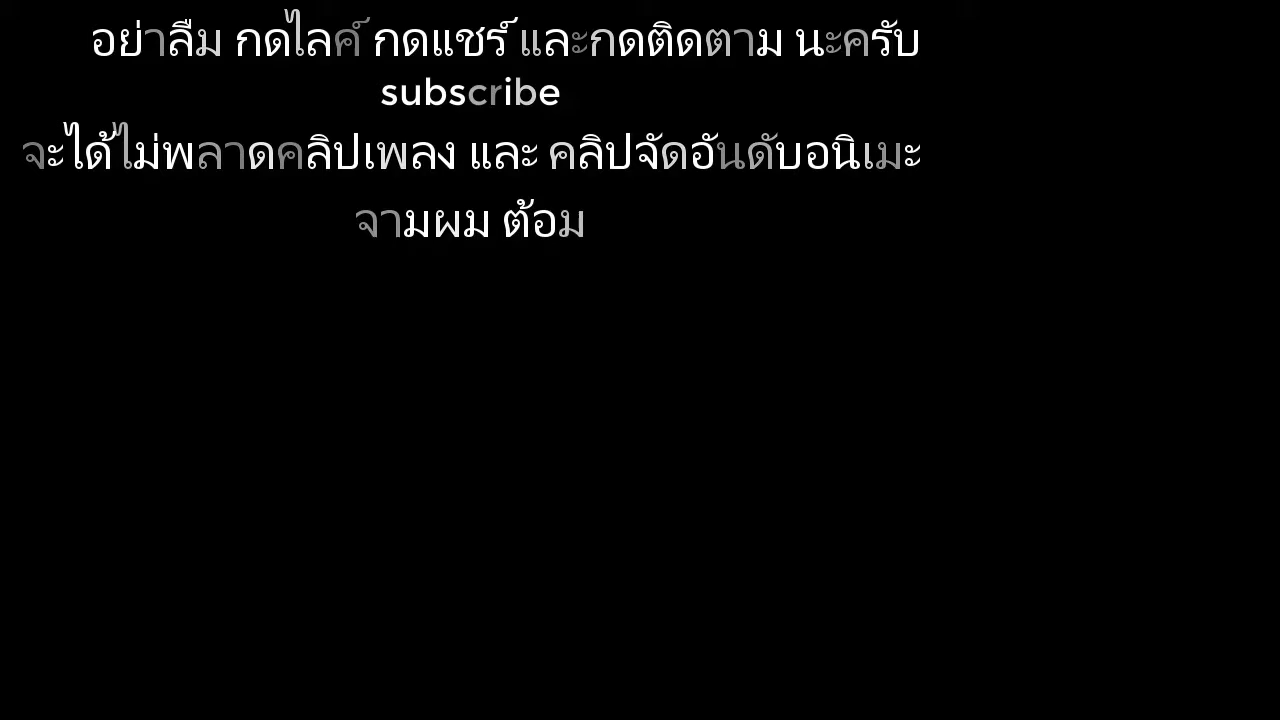 อย่าลืม กดไลค์ กดแชร์ และกดติดตาม นะครับ
subscribe
จะได้ไม่พลาดคลิปเพลง และ คลิปจัดอันดับอนิเมะ
จามผม ต้อม